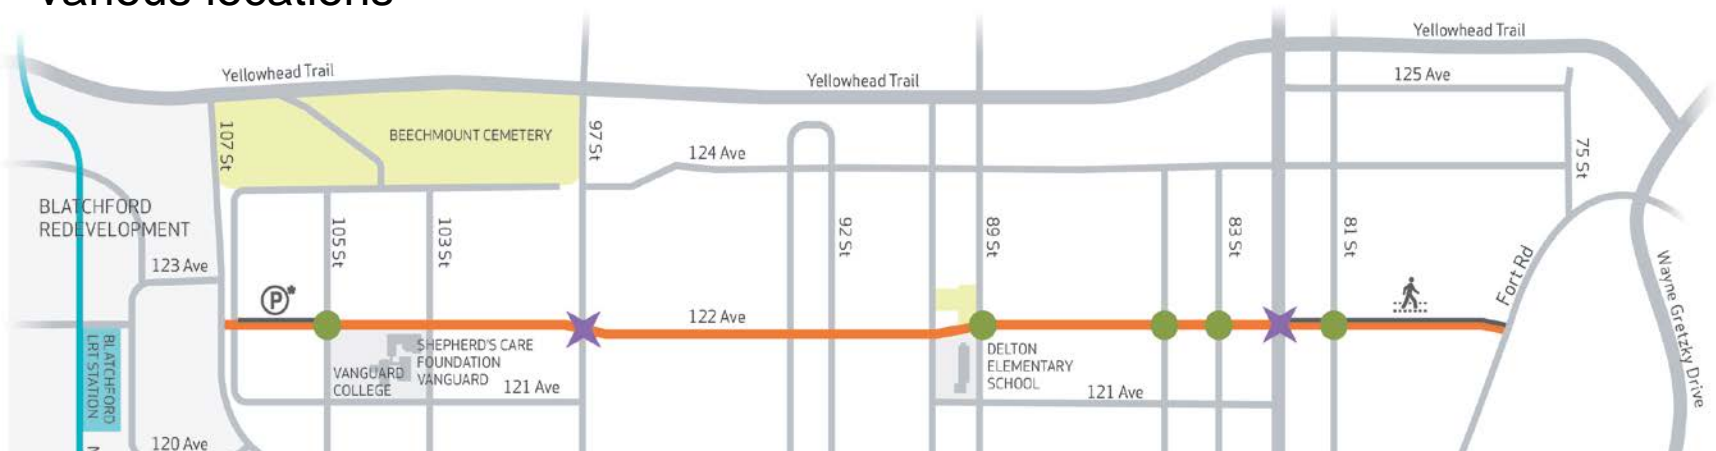 Various locations
Yellowhead Trail
Yellowhead Trail
Yellowhead Trail
125 Ave
107 St
BEECHMOUNT CEMETERY
97 St
124 Ave
75 St
BLATCHFORD
REDEVELOPMENT
105 St
103 St
92 St
89 St
83 St
81 St
123 Ave
P*
Fort Rd
Wayne Gretzky Drive
122 Ave
BLATCHFORD
LRT STATION
VANGUARD
COLLEGE
SHEPHERD'S CARE
FOUNDATION
VANGUARD
121 Ave
DELTON
ELEMENTARY
SCHOOL
121 Ave
120 Ave